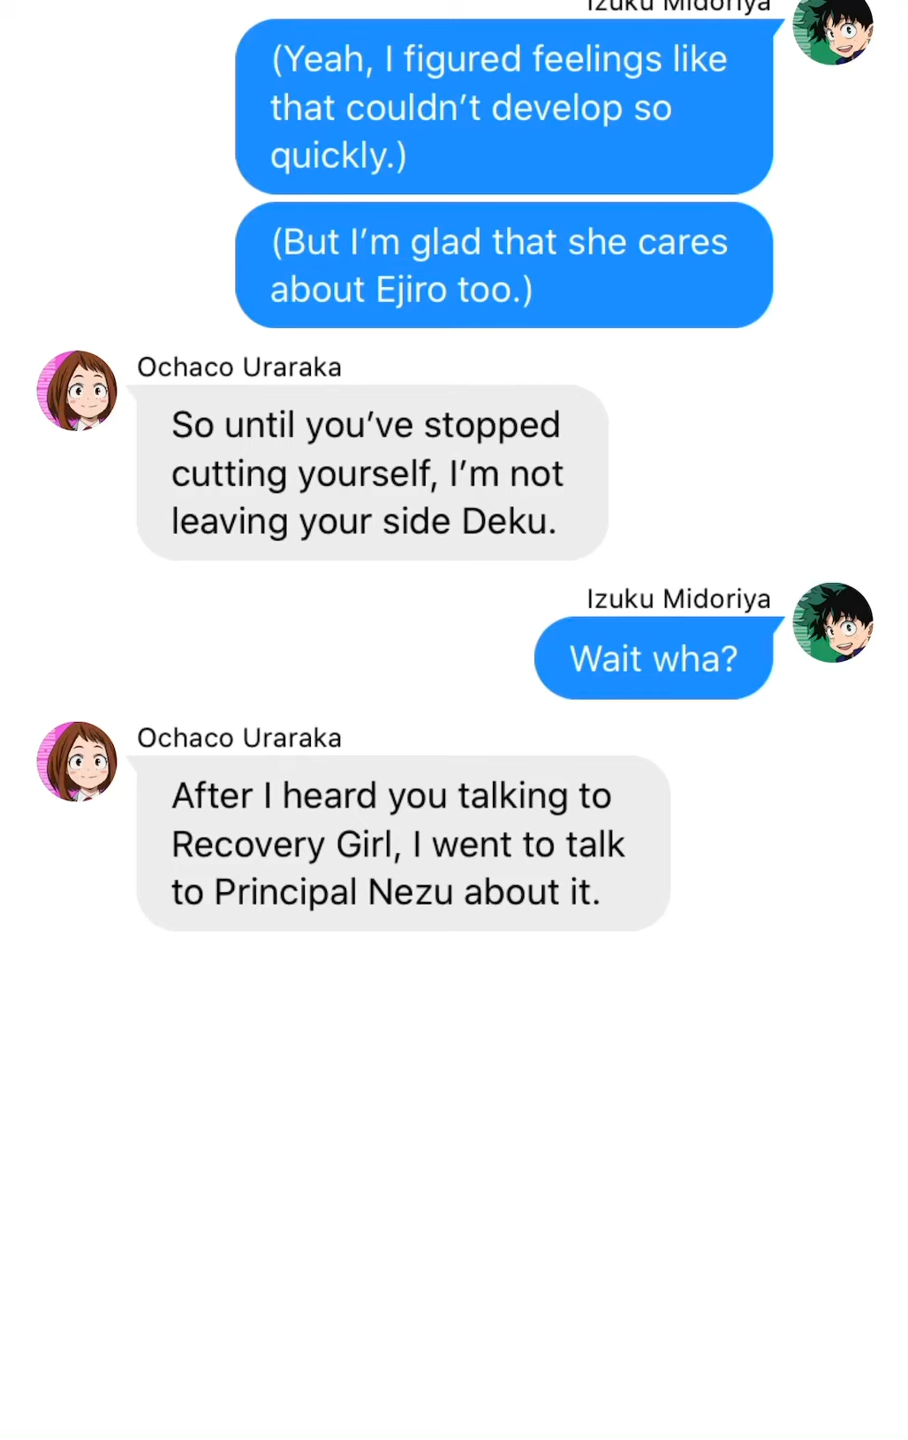 Izuku Midoriya
(Yeah, I figured feelings like
that couldn’t develop so
quickly.)
(But I’m glad that she cares
about Ejiro too.)
Ochaco Uraraka
So until you’ve stopped
cutting yourself, I’m not
leaving your side Deku.
Izuku Midoriya
Wait wha?
Ochaco Uraraka
After I heard you talking to
Recovery Girl, I went to talk
to Principal Nezu about it.